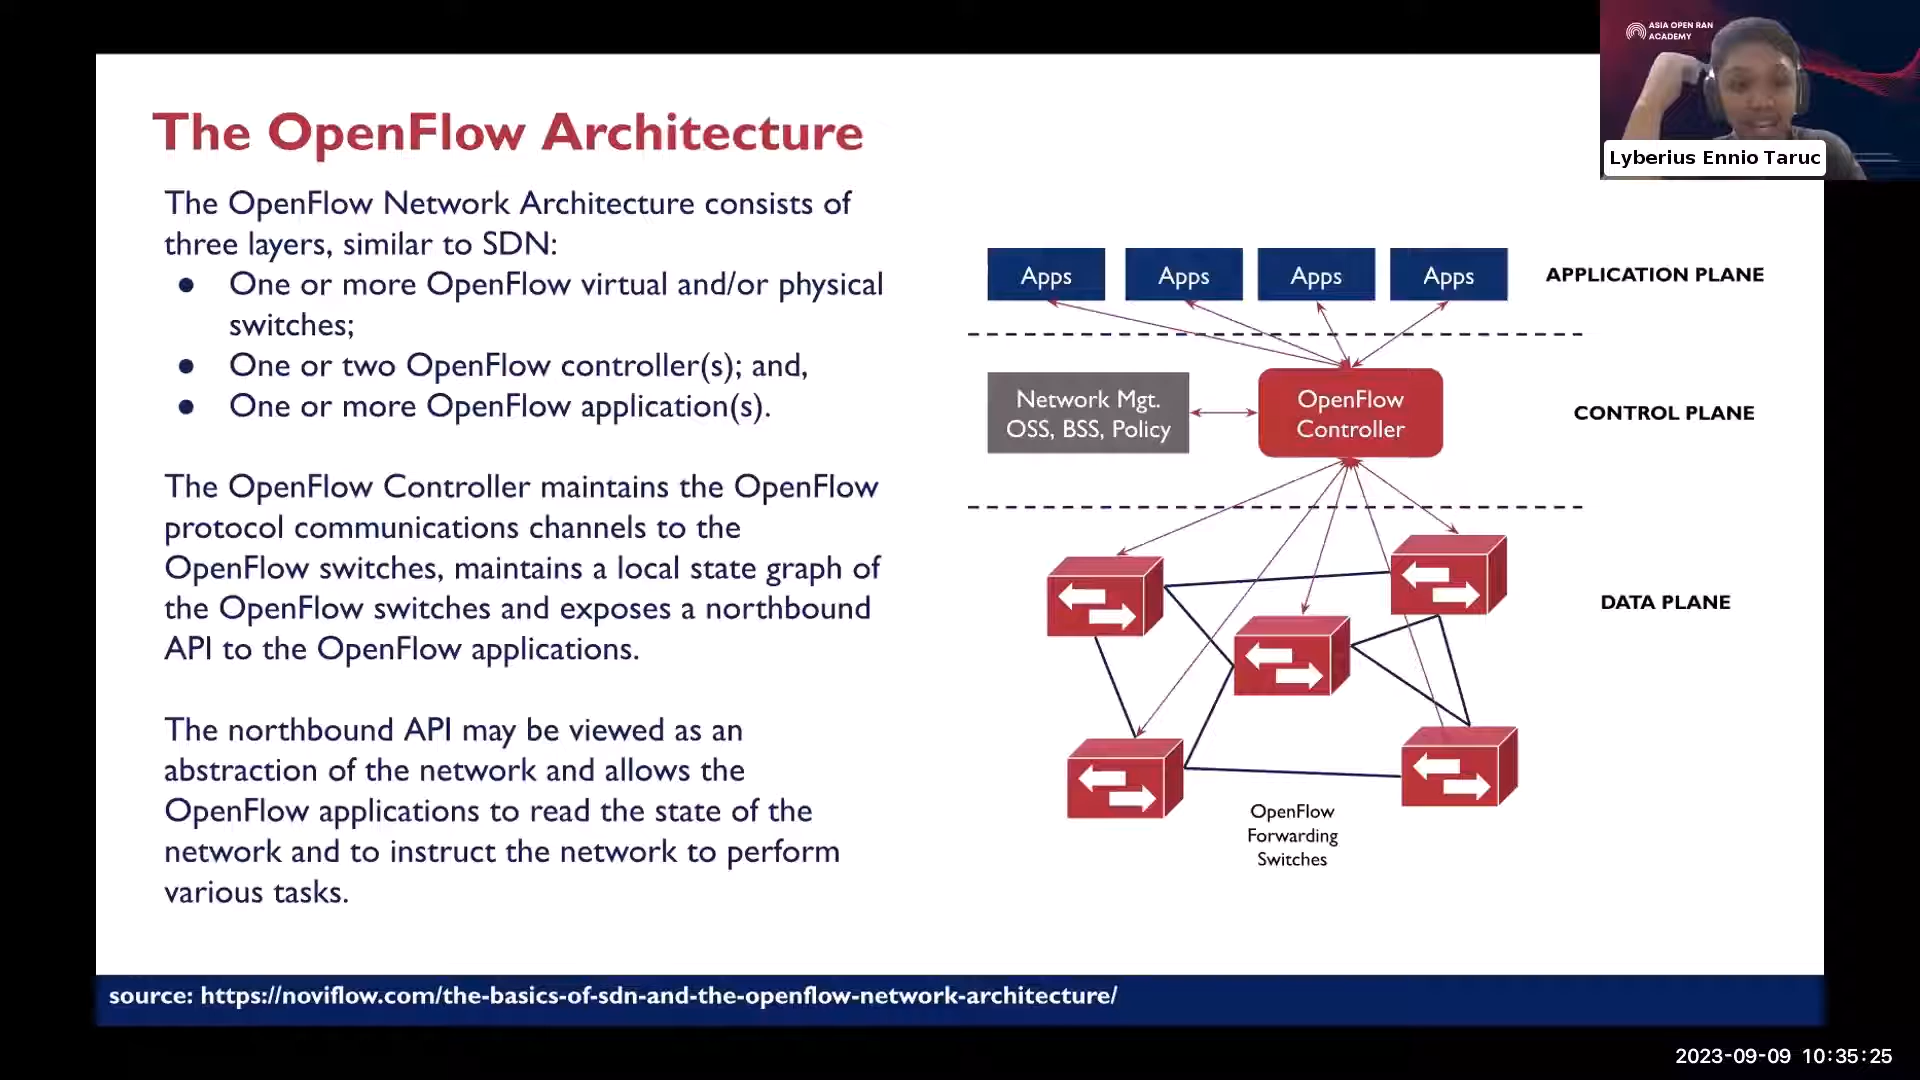 ASIA OPEN RAN
ACADEMY
Lyberius Ennio Taruc
The OpenFlow Architecture
The OpenFlow Network Architecture consists of
three layers, similar to SDN:
● One or more OpenFlow virtual and/or physical
switches;
● One or two OpenFlow controller(s); and,
● One or more OpenFlow application(s).
The OpenFlow Controller maintains the OpenFlow
protocol communications channels to the
OpenFlow switches, maintains a local state graph of
the OpenFlow switches and exposes a northbound
API to the OpenFlow applications.
The northbound API may be viewed as an
abstraction of the network and allows the
OpenFlow applications to read the state of the
network and to instruct the network to perform
various tasks.
Apps Apps Apps Apps APPLICATION PLANE
Network Mgt.
OSS, BSS, Policy
OpenFlow
Controller
CONTROL PLANE
DATA PLANE
OpenFlow
Forwarding
Switches
source: https://noviflow.com/the-basics-of-sdn-and-the-openflow-network-architecture/
2023-09-09 10:35:25